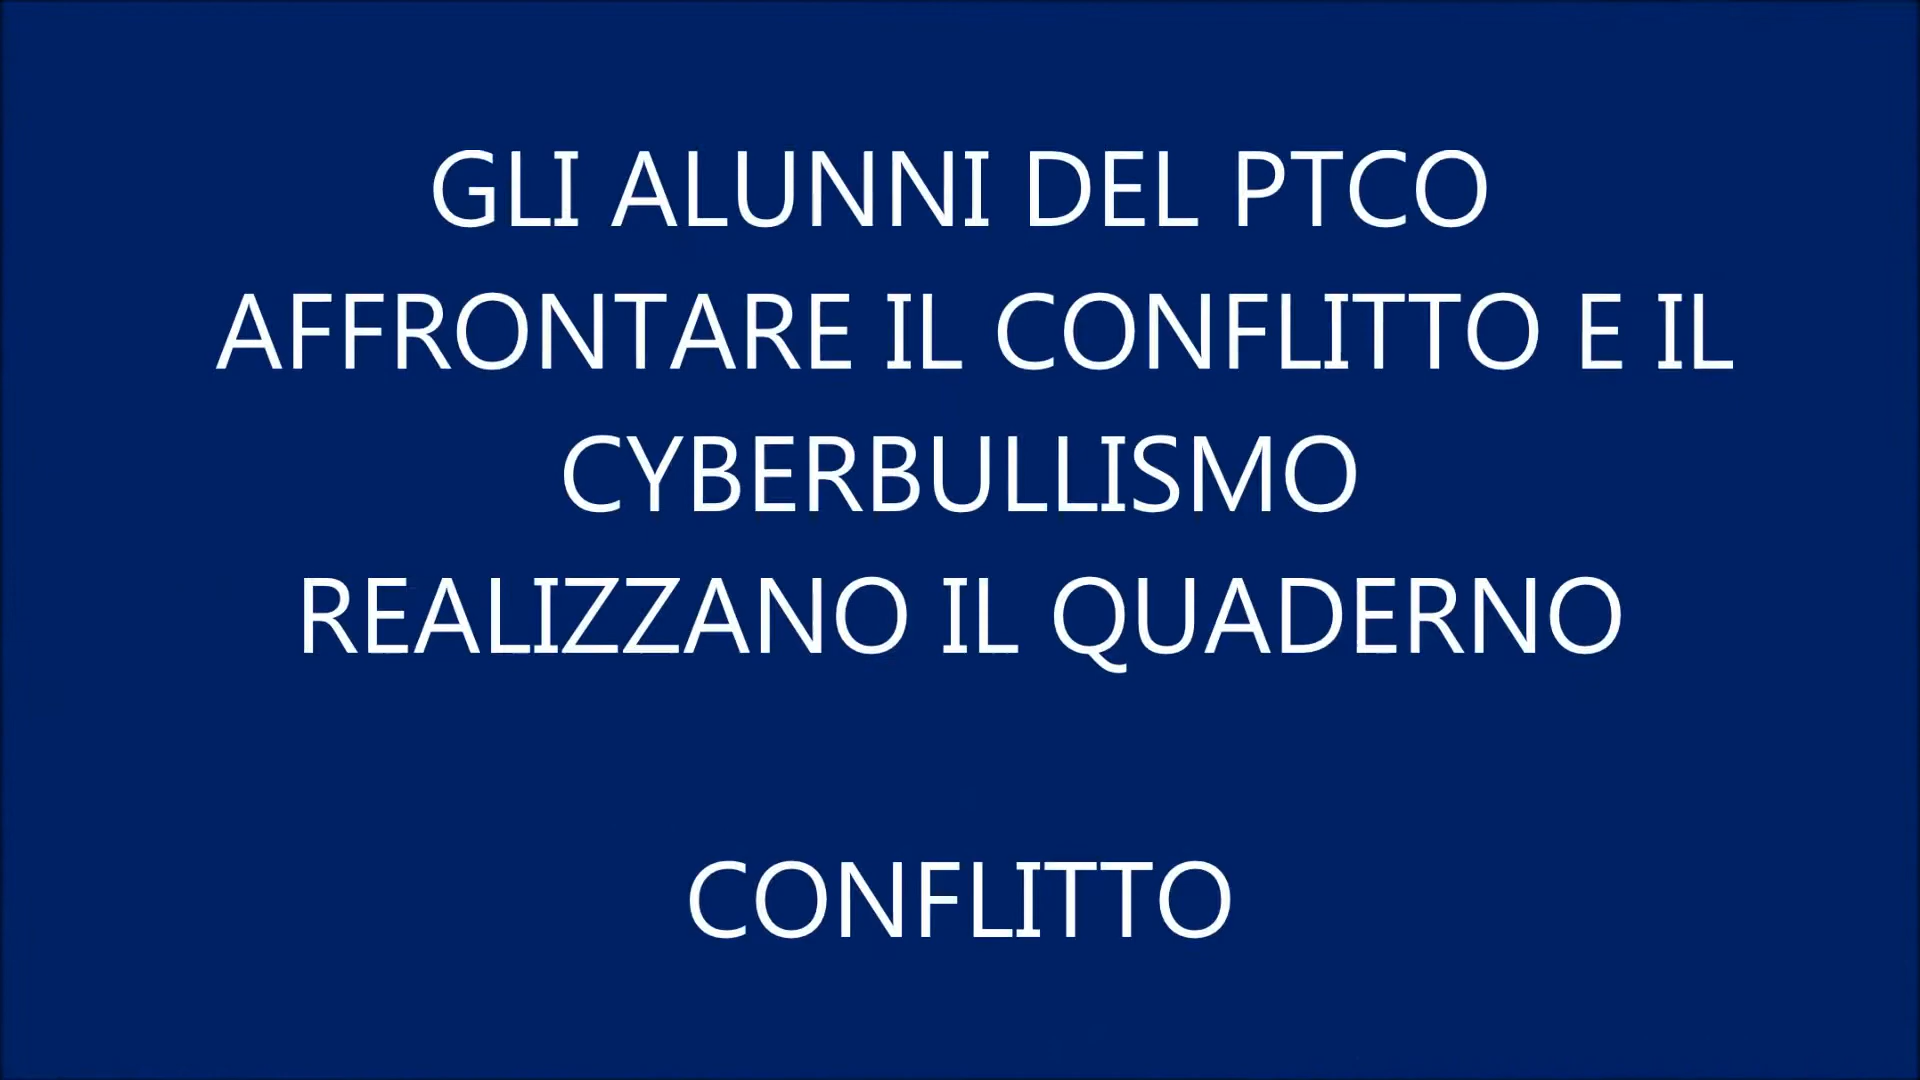 GLI ALUNNI DEL PTCO
AFFRONTARE IL CONFLITTO E IL
CYBERBULLISMO
REALIZZANO IL QUADERNO
CONFLITTO